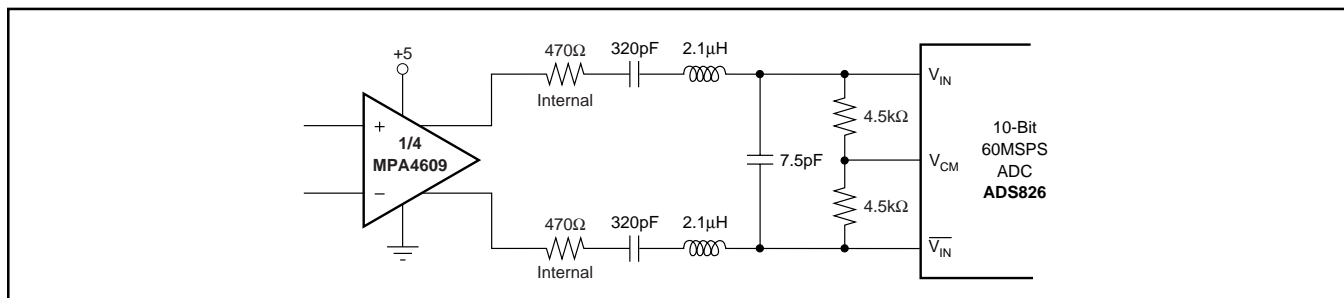 +5
470Ω
Internal
320pF
2.1µH
+
1/4
MPA4609
−
7.5pF
4.5kΩ
4.5kΩ
V_IN
10-Bit
60MSPS
ADC
ADS826
V_CM
V̅_I̅N̅
470Ω
Internal
320pF
2.1µH